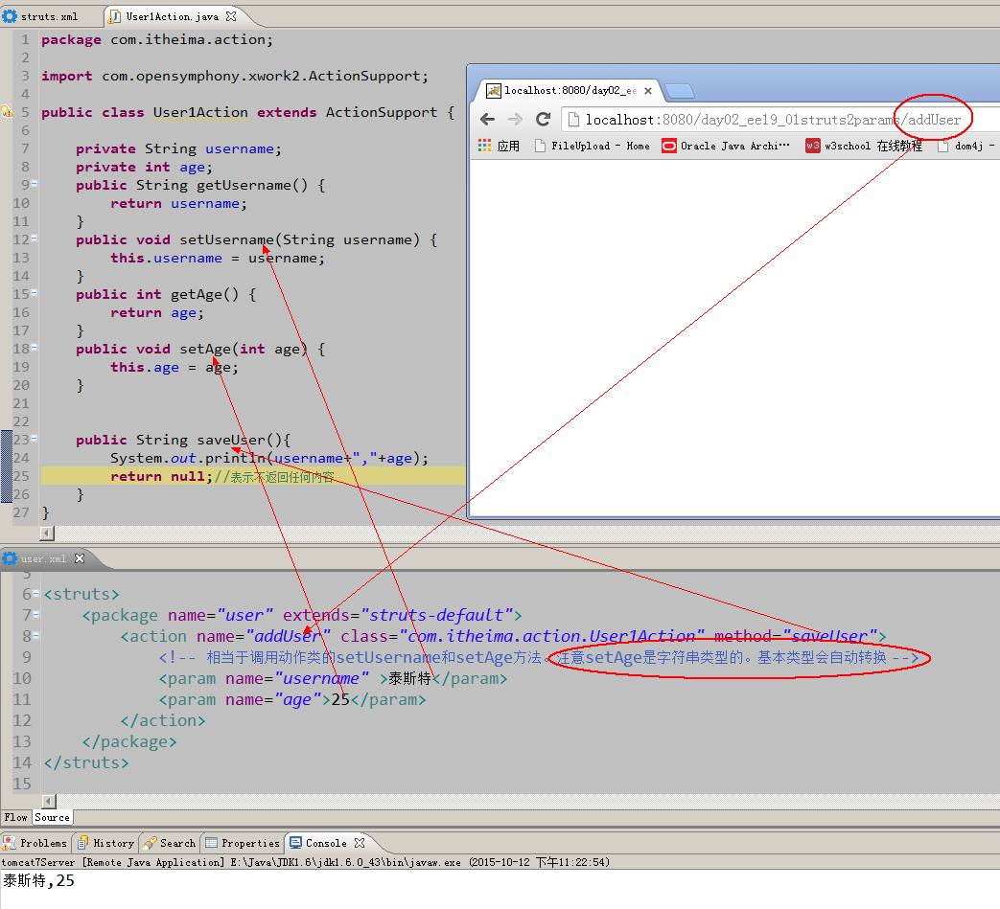 struts.xml
User1Action.java
1 package com.itheima.action;
2
3 import com.opensymphony.xwork2.ActionSupport;
4
5 public class User1Action extends ActionSupport {
6
7 private String username;
8 private int age;
9 public String getUsername() {
10 return username;
11 }
12 public void setUsername(String username) {
13 this.username = username;
14 }
15 public int getAge() {
16 return age;
17 }
18 public void setAge(int age) {
19 this.age = age;
20 }
21
22
23 public String saveUser(){
24 System.out.println(username+","+age);
25 return null;//表示不返回任何内容
26 }
27 }
localhost:8080/day02_ee
localhost:8080/day02_ee19_01struts2params/addUser
应用 FileUpload - Home Oracle Java Archi… w3school 在线教程 dom4j -
user.xml
5
6 <struts>
7 <package name="user" extends="struts-default">
8 <action name="addUser" class="com.itheima.action.User1Action" method="saveUser">
9 <!-- 相当于调用动作类的setUsername和setAge方法。注意setAge是字符串类型的。基本类型会自动转换 -->
10 <param name="username" >泰斯特</param>
11 <param name="age">25</param>
12 </action>
13 </package>
14 </struts>
15
Flow Source
Problems History Search Properties Console
tomcat7Server [Remote Java Application] E:\Java\JDK1.6\jdk1.6.0_43\bin\javaw.exe (2015-10-12 下午11:22:54)
泰斯特,25